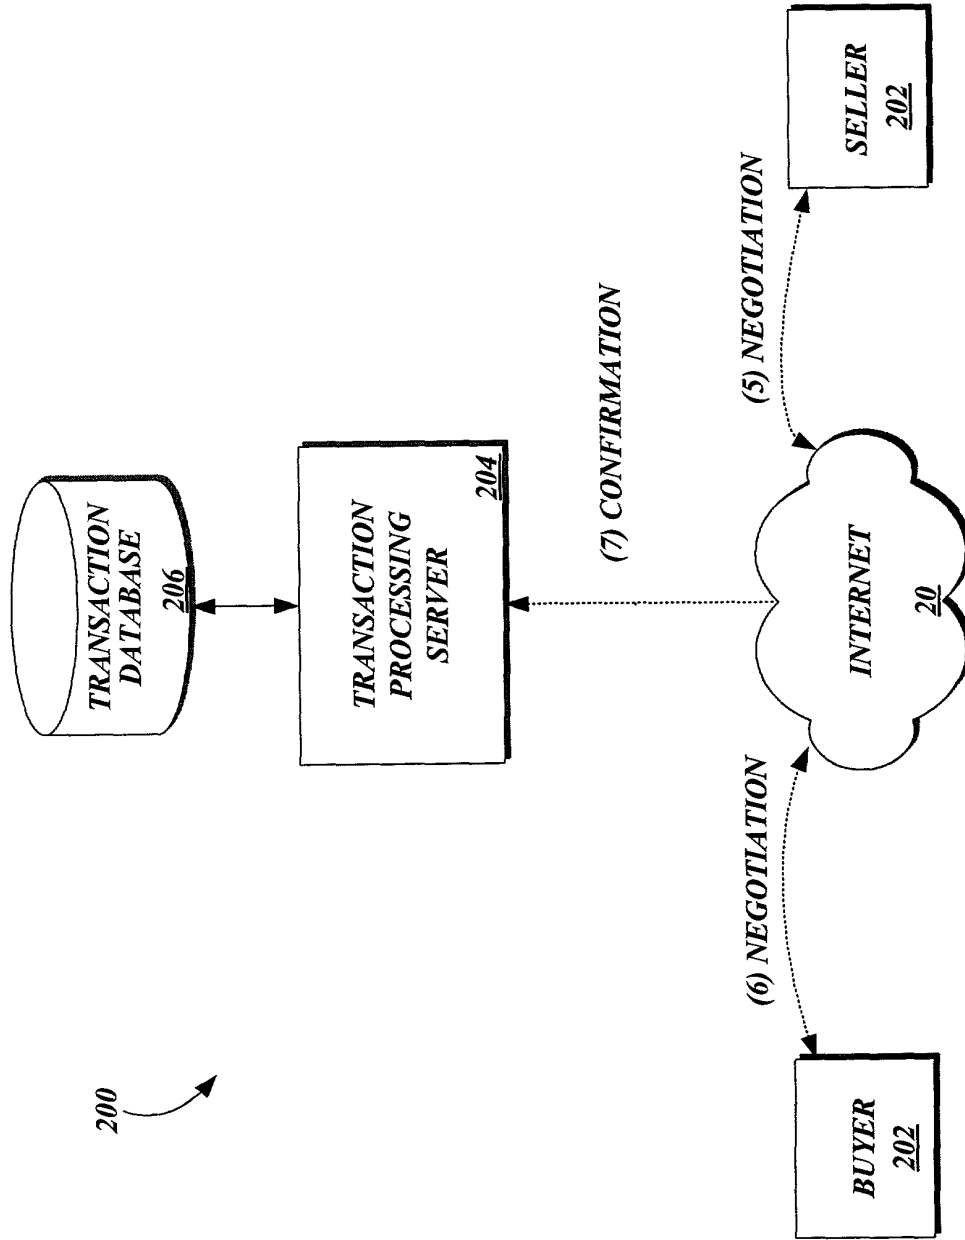 200
TRANSACTION
DATABASE
206
TRANSACTION
PROCESSING
SERVER
204
(7) CONFIRMATION
(6) NEGOTIATION
(5) NEGOTIATION
BUYER
202
INTERNET
20
SELLER
202